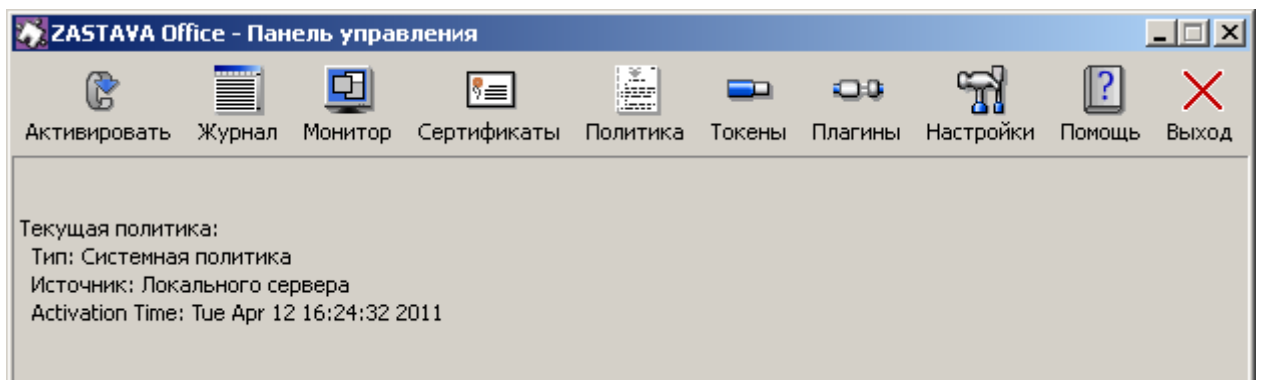 ZASTAVA Office - Панель управления
Активировать Журнал Монитор Сертификаты Политика Токены Плагины Настройки Помощь Выход
Текущая политика:
Тип: Системная политика
Источник: Локального сервера
Activation Time: Tue Apr 12 16:24:32 2011